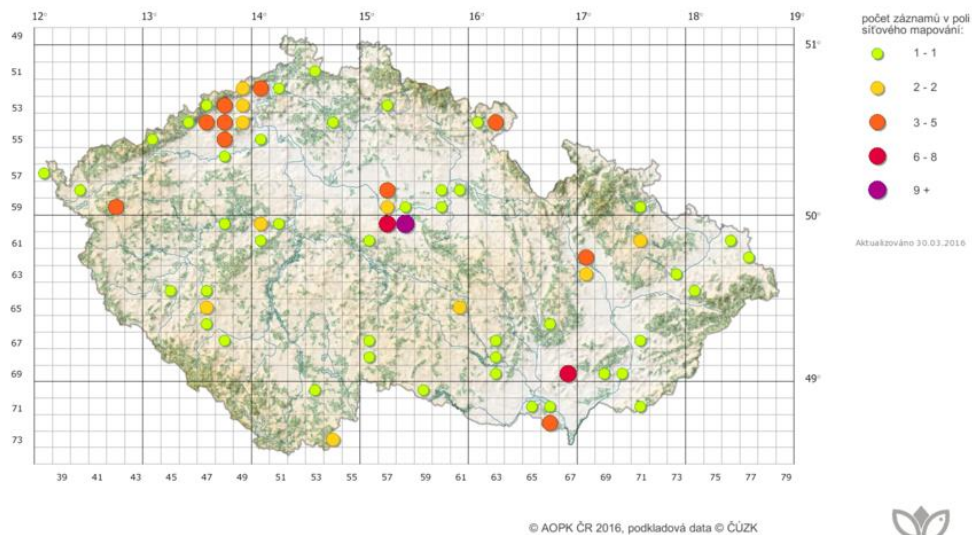 12° 13° 14° 15° 16° 17° 18° 19°
počet záznamů v poli
síťového mapování:
1 - 1
2 - 2
3 - 5
6 - 8
9 +
Aktualizováno 30.03.2016
49
51
53
55
57
59
61
63
65
67
69
71
73
51°
50°
49°
39 41 43 45 47 49 51 53 55 57 59 61 63 65 67 69 71 73 75 77 79
© AOPK ČR 2016, podkladová data © ČÚZK